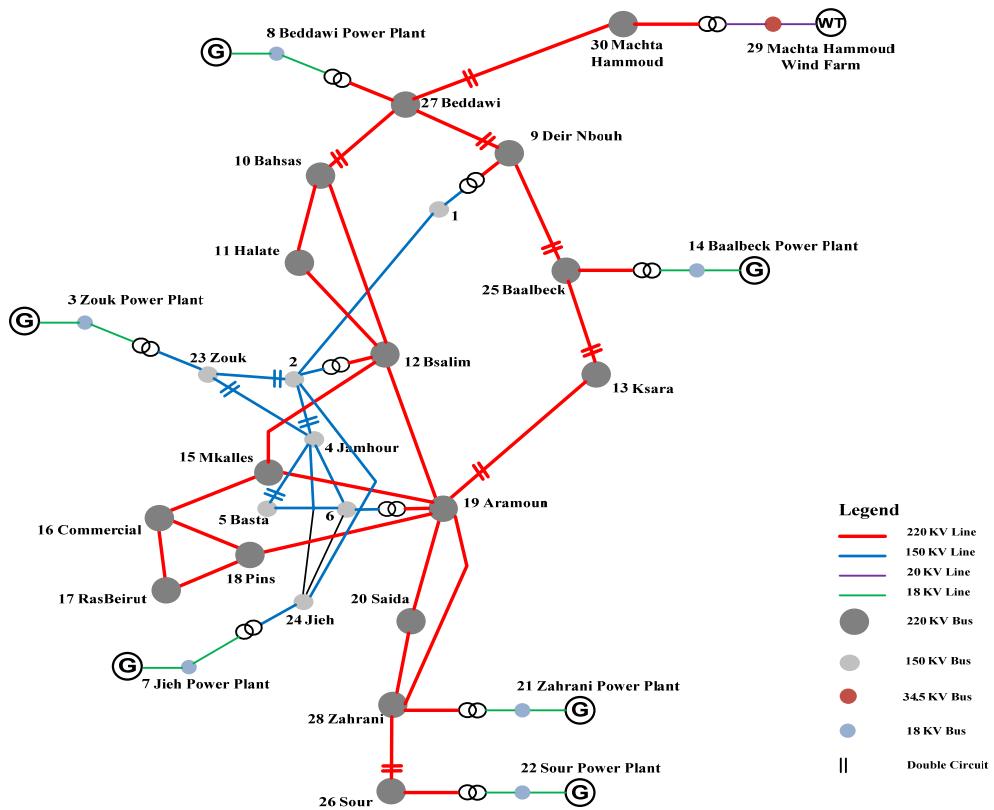 WT
30 Machta
Hammoud
29 Machta Hammoud
Wind Farm
8 Beddawi Power Plant
G
27 Beddawi
9 Deir Nbouh
10 Bahsas
1
11 Halate
14 Baalbeck Power Plant
G
25 Baalbeck
3 Zouk Power Plant
G
23 Zouk
2
12 Bsalim
13 Ksara
4 Jamhour
15 Mkalles
19 Aramoun
5 Basta
6
16 Commercial
18 Pins
17 RasBeirut
24 Jieh
20 Saida
G
7 Jieh Power Plant
21 Zahrani Power Plant
G
28 Zahrani
22 Sour Power Plant
G
26 Sour
Legend
220 KV Line
150 KV Line
20 KV Line
18 KV Line
220 KV Bus
150 KV Bus
34.5 KV Bus
18 KV Bus
Double Circuit